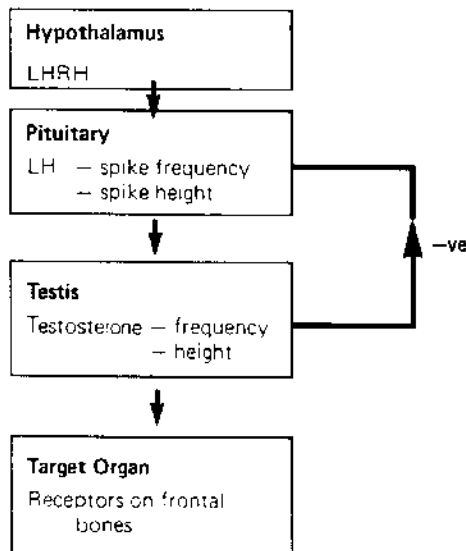 Hypothalamus
LHRH
Pituitary
LH – spike frequency
– spike height
–ve
Testis
Testosterone – frequency
– height
Target Organ
Receptors on frontal
bones